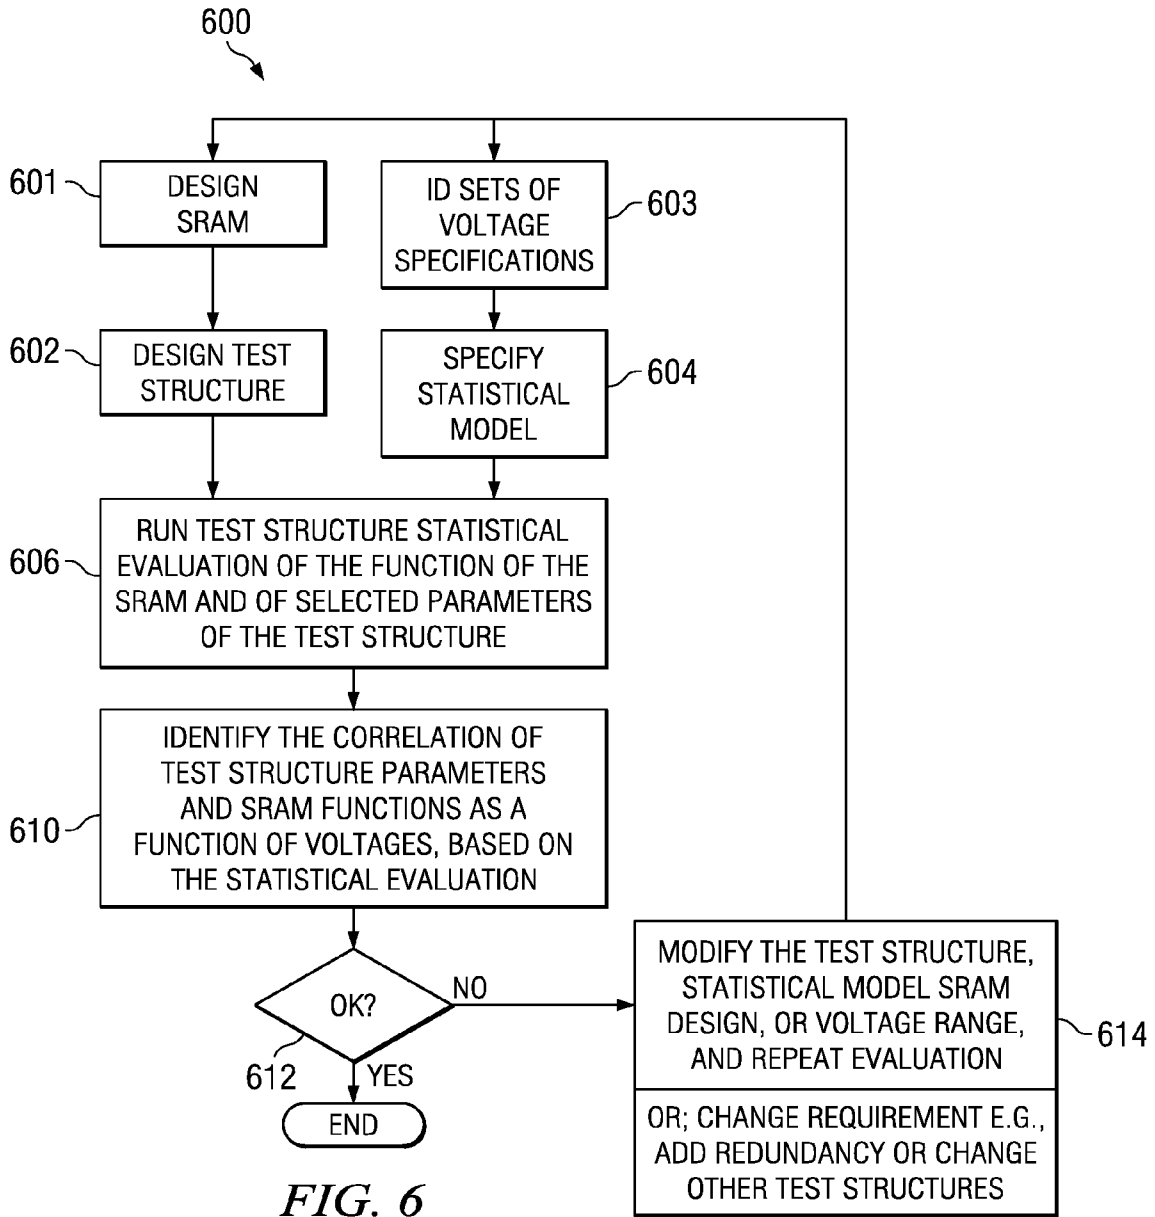 600
601
DESIGN
SRAM
ID SETS OF
VOLTAGE
SPECIFICATIONS
603
602
DESIGN TEST
STRUCTURE
SPECIFY
STATISTICAL
MODEL
604
606
RUN TEST STRUCTURE STATISTICAL
EVALUATION OF THE FUNCTION OF THE
SRAM AND OF SELECTED PARAMETERS
OF THE TEST STRUCTURE
610
IDENTIFY THE CORRELATION OF
TEST STRUCTURE PARAMETERS
AND SRAM FUNCTIONS AS A
FUNCTION OF VOLTAGES, BASED ON
THE STATISTICAL EVALUATION
OK?
NO
612
YES
END
MODIFY THE TEST STRUCTURE,
STATISTICAL MODEL SRAM
DESIGN, OR VOLTAGE RANGE,
AND REPEAT EVALUATION
614
OR; CHANGE REQUIREMENT E.G.,
ADD REDUNDANCY OR CHANGE
OTHER TEST STRUCTURES
FIG. 6